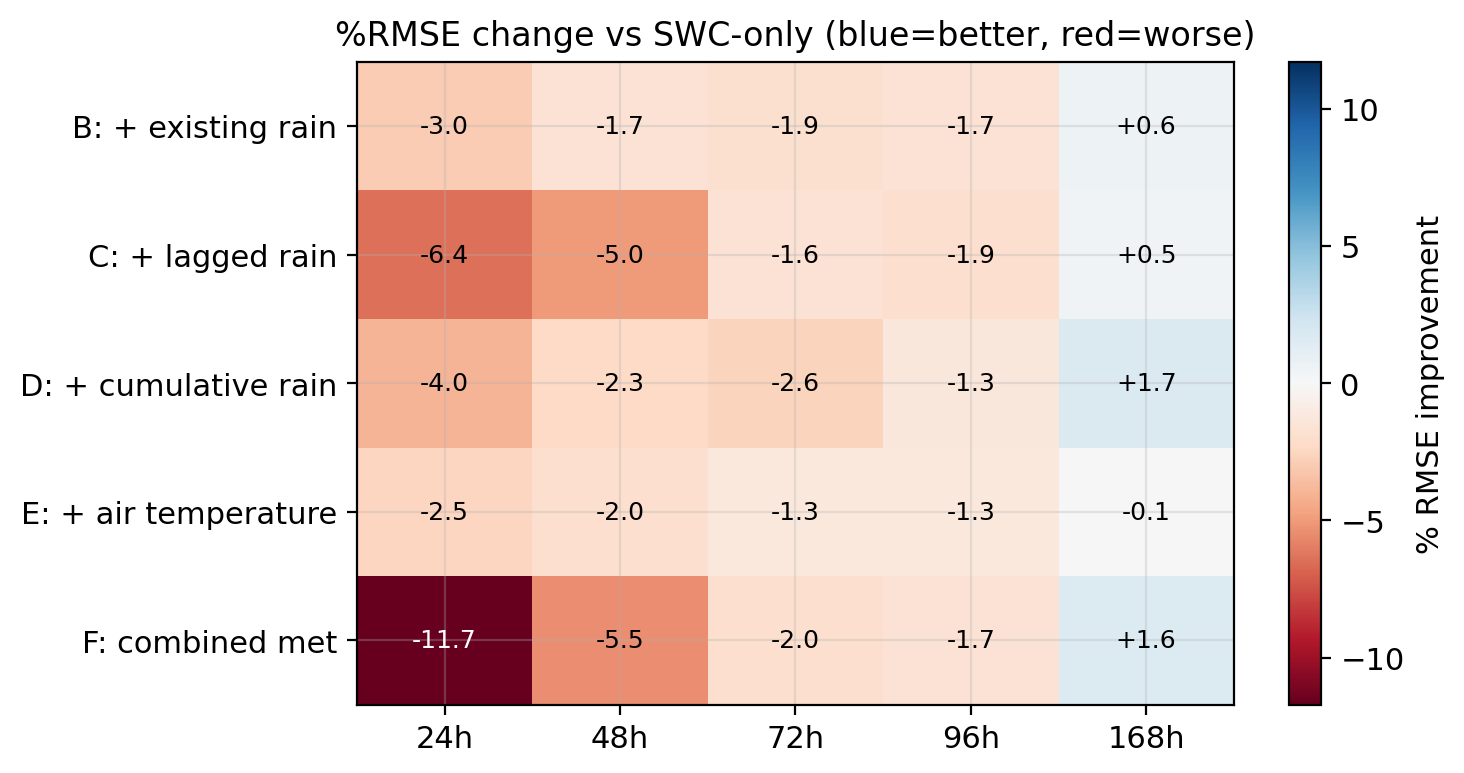 %RMSE change vs SWC-only (blue=better, red=worse)
B: + existing rain -3.0 -1.7 -1.9 -1.7 +0.6
C: + lagged rain -6.4 -5.0 -1.6 -1.9 +0.5
D: + cumulative rain -4.0 -2.3 -2.6 -1.3 +1.7
E: + air temperature -2.5 -2.0 -1.3 -1.3 -0.1
F: combined met -11.7 -5.5 -2.0 -1.7 +1.6
24h 48h 72h 96h 168h
10
5
0
−5
−10
% RMSE improvement